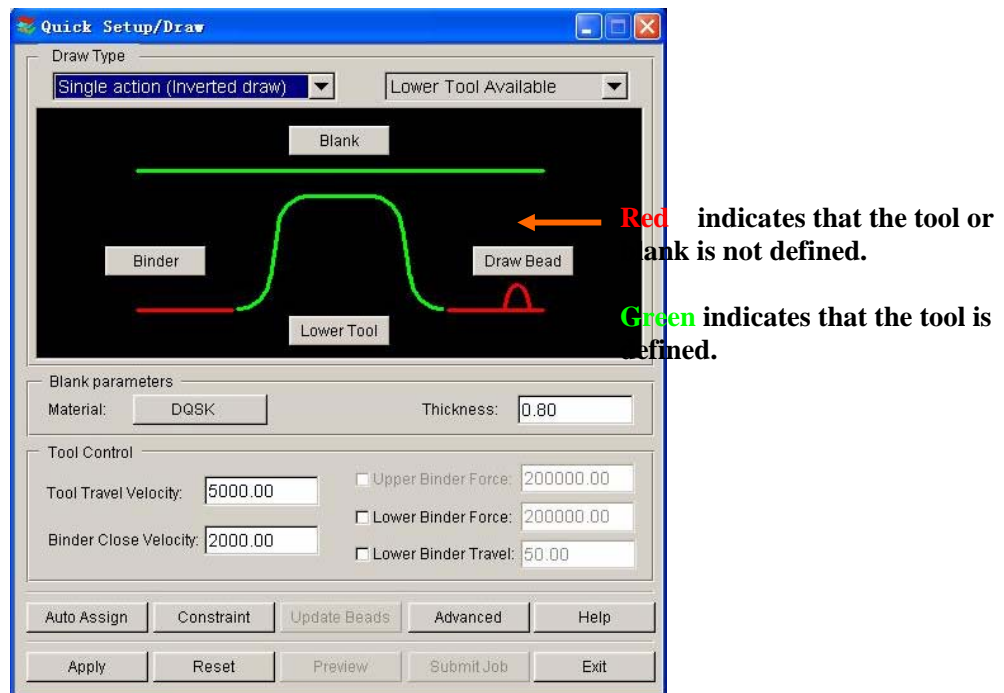 Quick Setup/Draw
Draw Type
Single action (Inverted draw)
Lower Tool Available
Blank
Binder
Draw Bead
Lower Tool
Red indicates that the tool or
lank is not defined.
Green indicates that the tool is
defined.
Blank parameters
Material:
DQSK
Thickness:
0.80
Tool Control
Tool Travel Velocity:
5000.00
Upper Binder Force:
200000.00
Lower Binder Force:
200000.00
Binder Close Velocity:
2000.00
Lower Binder Travel:
50.00
Auto Assign
Constraint
Update Beads
Advanced
Help
Apply
Reset
Preview
Submit Job
Exit